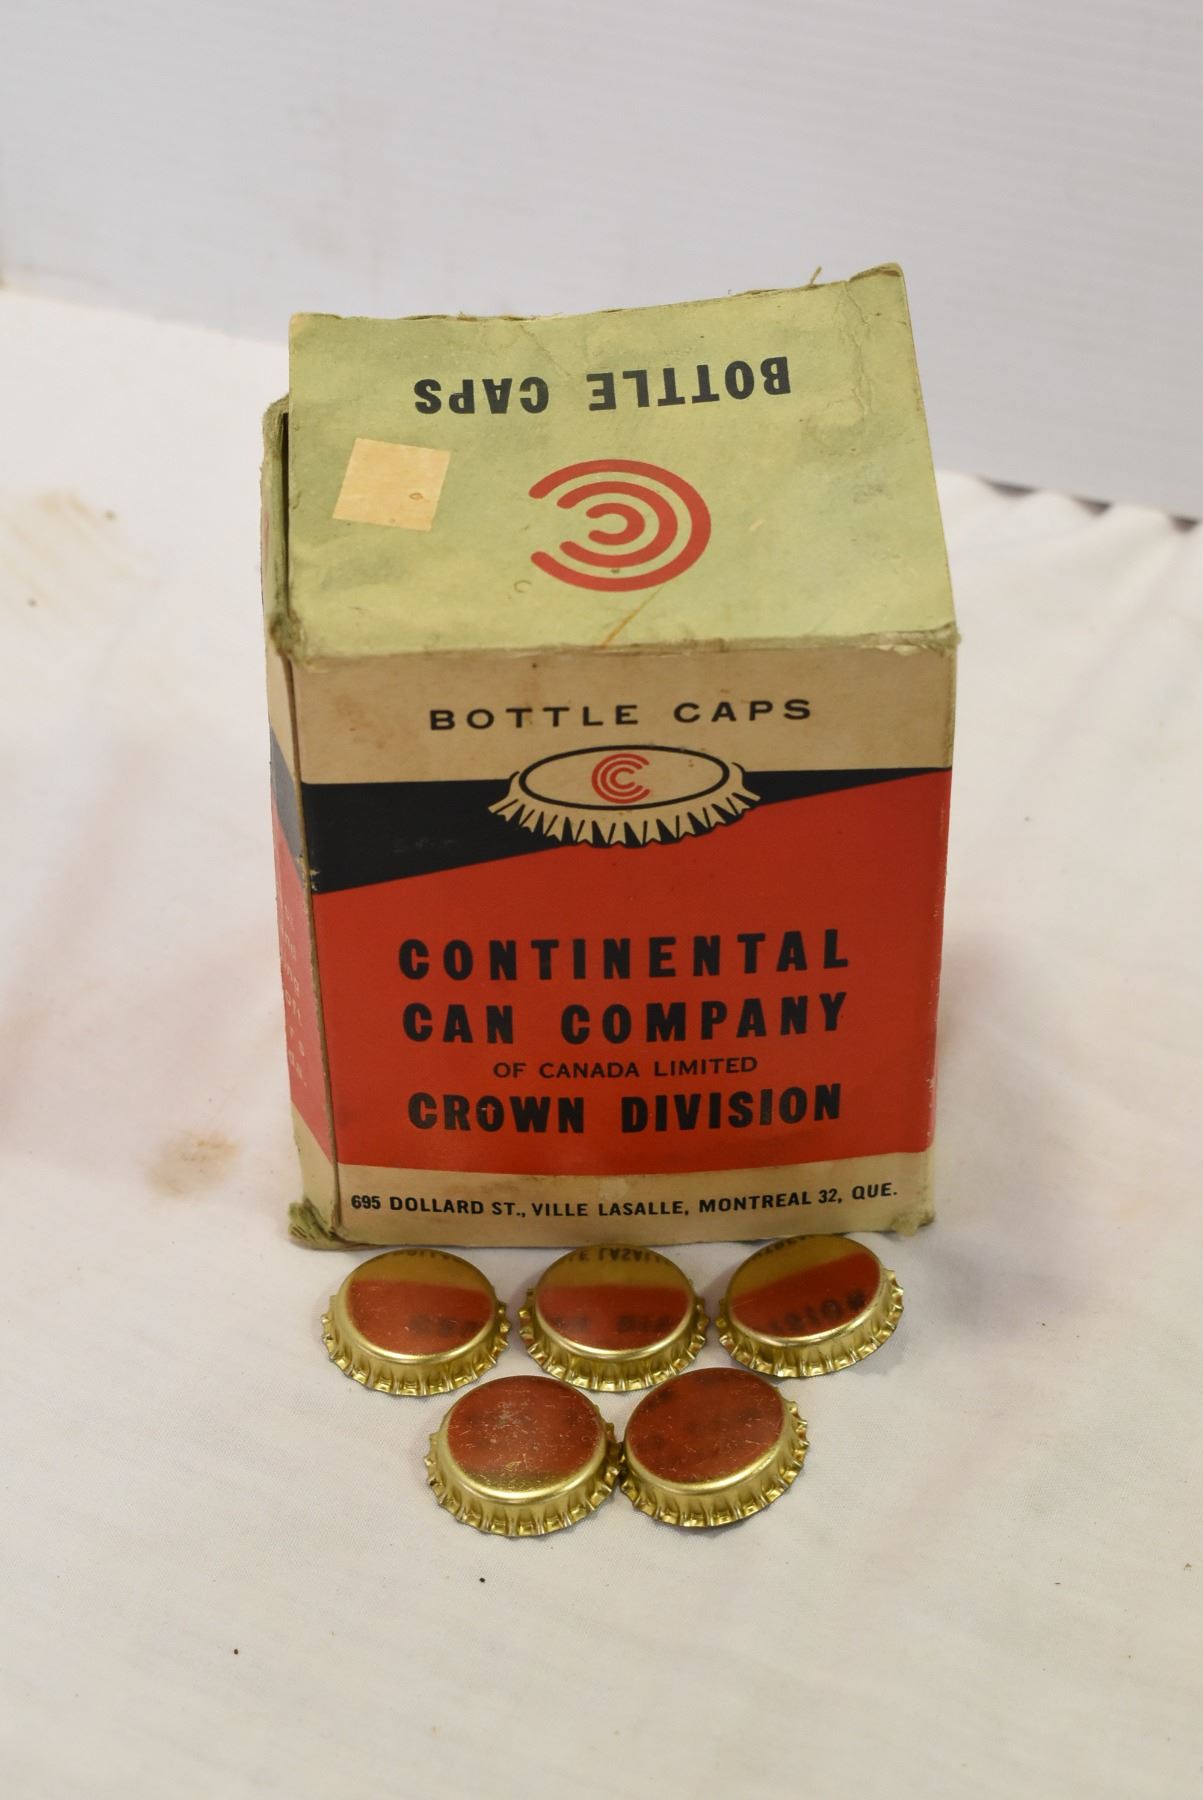 BOTTLE CAPS
BOTTLE CAPS
CONTINENTAL
CAN COMPANY
OF CANADA LIMITED
CROWN DIVISION
695 DOLLARD ST., VILLE LASALLE, MONTREAL 32, QUE.